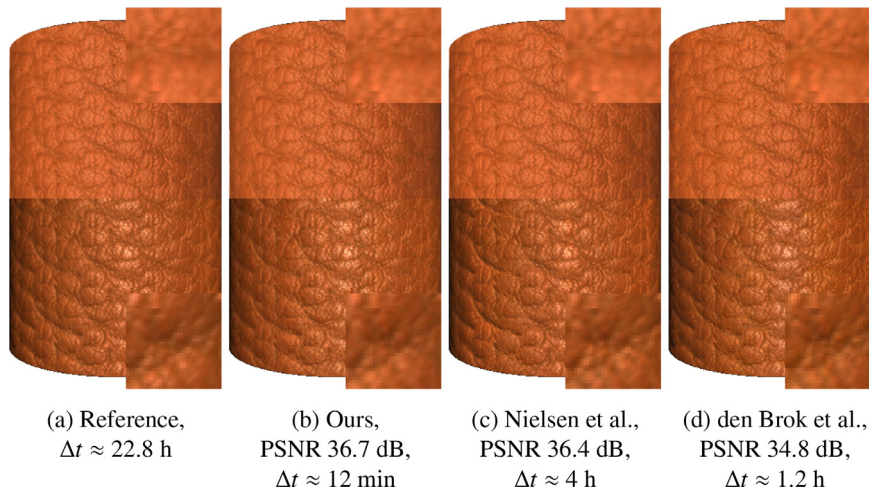 (a) Reference,
Δt ≈ 22.8 h
(b) Ours,
PSNR 36.7 dB,
Δt ≈ 12 min
(c) Nielsen et al.,
PSNR 36.4 dB,
Δt ≈ 4 h
(d) den Brok et al.,
PSNR 34.8 dB,
Δt ≈ 1.2 h